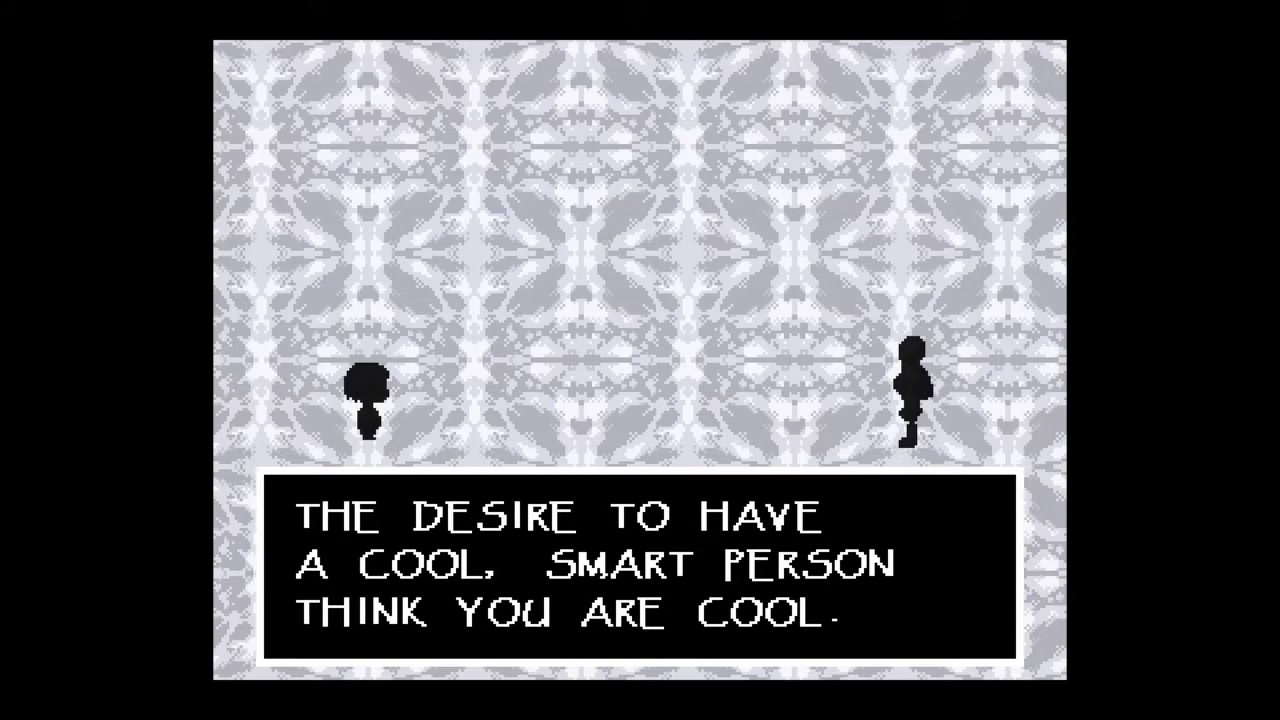 THE DESIRE TO HAVE
A COOL, SMART PERSON
THINK YOU ARE COOL.